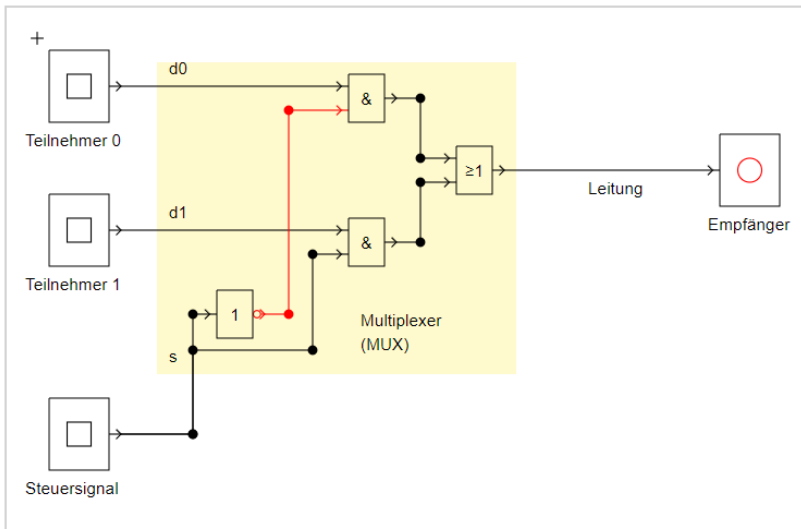 +
d0
&
Teilnehmer 0
≥1
Leitung
Empfänger
d1
&
Teilnehmer 1
1
Multiplexer
(MUX)
s
Steuersignal